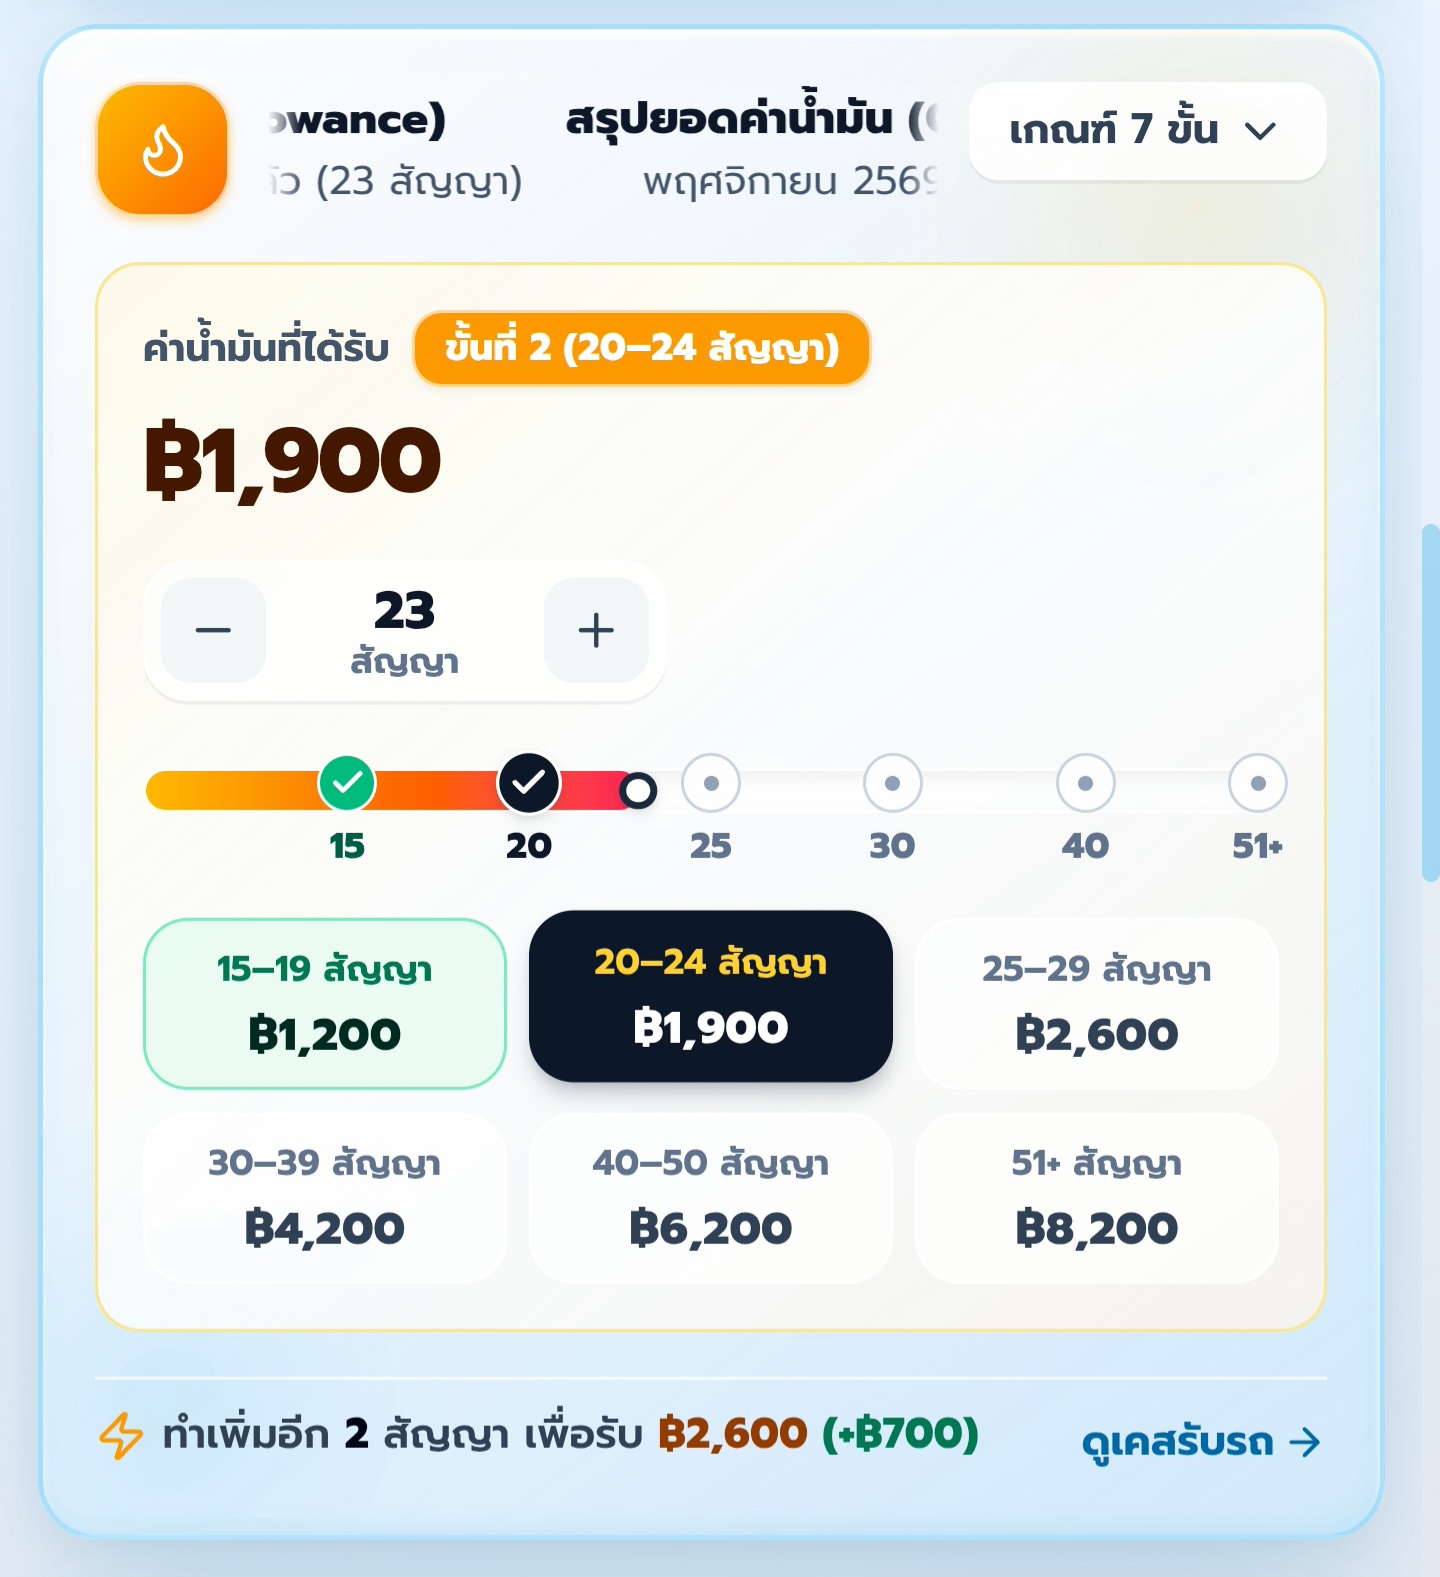 owance) สรุปยอดค่าน้ำมัน (
(23 สัญญา) พฤศจิกายน 2569
เกณฑ์ 7 ขั้น
ค่าน้ำมันที่ได้รับ ขั้นที่ 2 (20–24 สัญญา)
฿1,900
23
สัญญา
15 20 25 30 40 51+
15–19 สัญญา
฿1,200
20–24 สัญญา
฿1,900
25–29 สัญญา
฿2,600
30–39 สัญญา
฿4,200
40–50 สัญญา
฿6,200
51+ สัญญา
฿8,200
ทำเพิ่มอีก 2 สัญญา เพื่อรับ ฿2,600 (+฿700)
ดูเคสรับรถ →